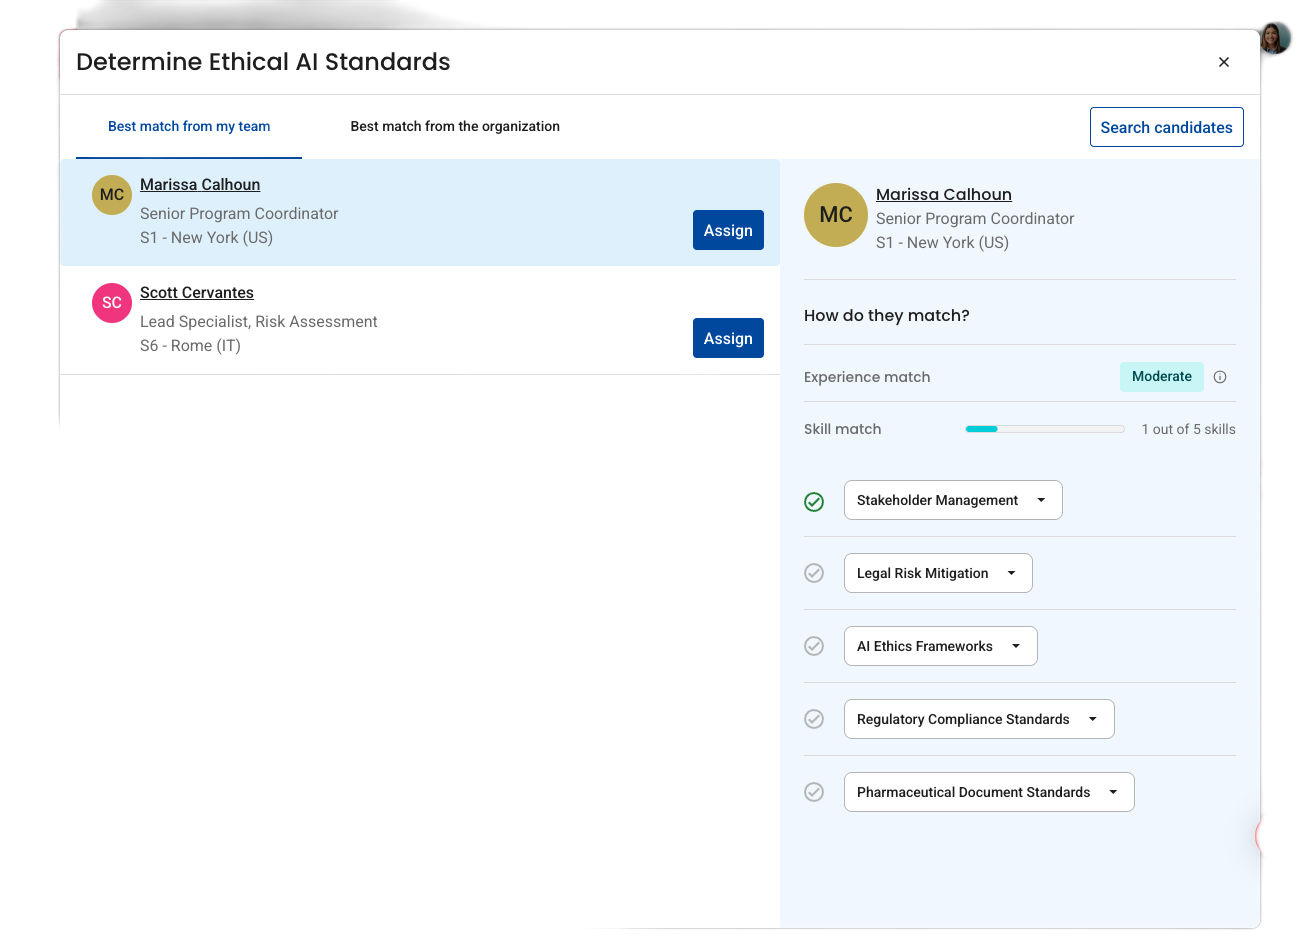 Determine Ethical AI Standards
Best match from my team
Best match from the organization
Search candidates
MC
Marissa Calhoun
Senior Program Coordinator
S1 - New York (US)
Assign
SC
Scott Cervantes
Lead Specialist, Risk Assessment
S6 - Rome (IT)
Assign
MC
Marissa Calhoun
Senior Program Coordinator
S1 - New York (US)
How do they match?
Experience match
Moderate
Skill match
1 out of 5 skills
Stakeholder Management
Legal Risk Mitigation
AI Ethics Frameworks
Regulatory Compliance Standards
Pharmaceutical Document Standards